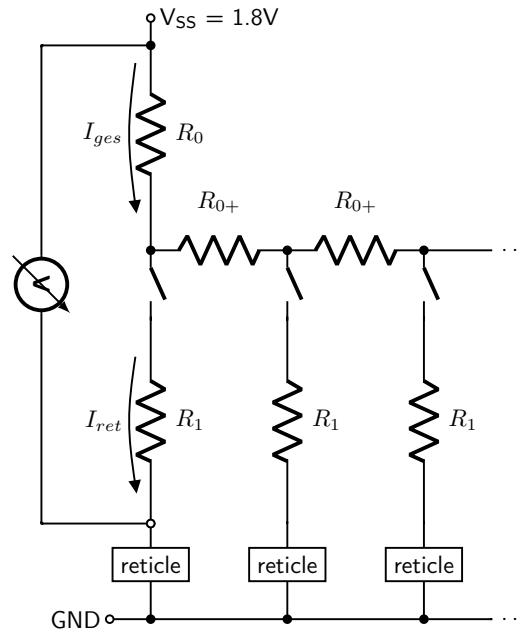 V_SS = 1.8V
I_ges
R_0
R_0+
R_0+
V
I_ret
R_1
R_1
R_1
reticle
reticle
reticle
GND